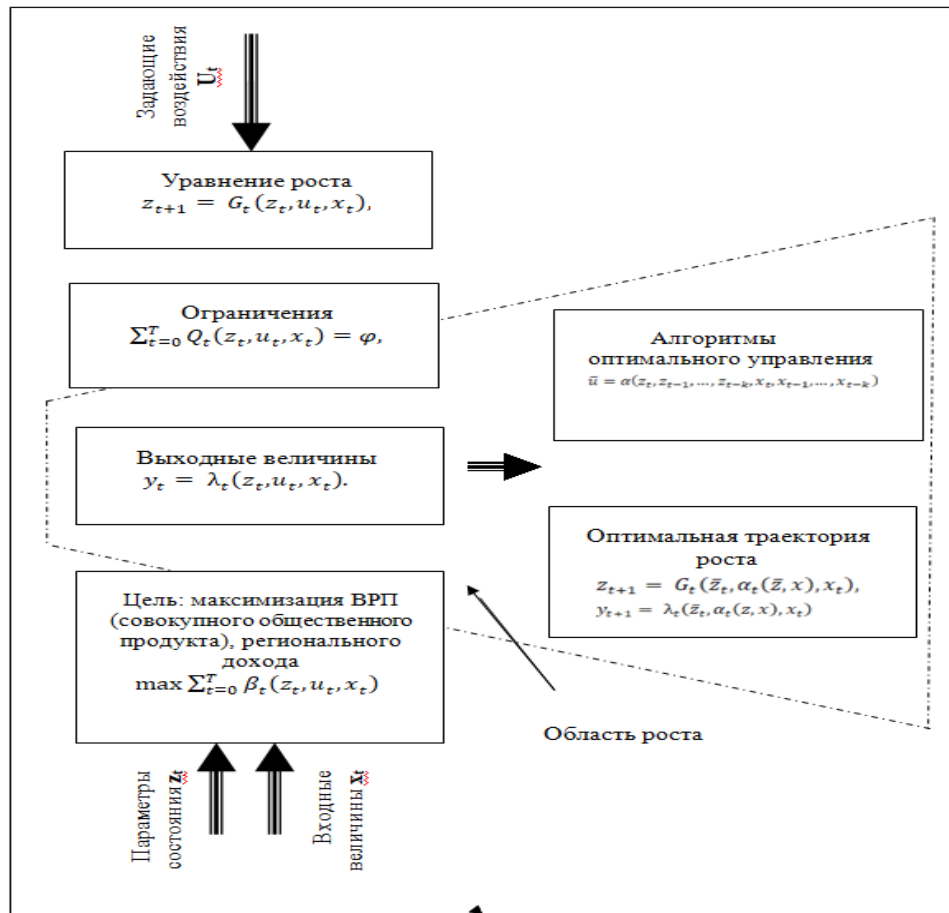 Задающие
воздействия
Uₜ
Уравнение роста
zₜ₊₁ = Gₜ(zₜ,uₜ,xₜ),
Ограничения
∑ᵀₜ₌₀ Qₜ(zₜ,uₜ,xₜ) = φ,
Алгоритмы
оптимального управления
ū = α(zₜ,zₜ₋₁,...,zₜ₋ₖ,xₜ,xₜ₋₁,...,xₜ₋ₖ)
Выходные величины
yₜ = λₜ(zₜ,uₜ,xₜ).
Оптимальная траектория
роста
zₜ₊₁ = Gₜ(z̄ₜ,αₜ(z̄,x),xₜ),
yₜ₊₁ = λₜ(z̄ₜ,αₜ(z,x),xₜ)
Цель: максимизация ВРП
(совокупного общественного
продукта), регионального
дохода
max ∑ᵀₜ₌₀ βₜ(zₜ,uₜ,xₜ)
Область роста
Параметры
состояния zₜ
Входные
величины xₜ